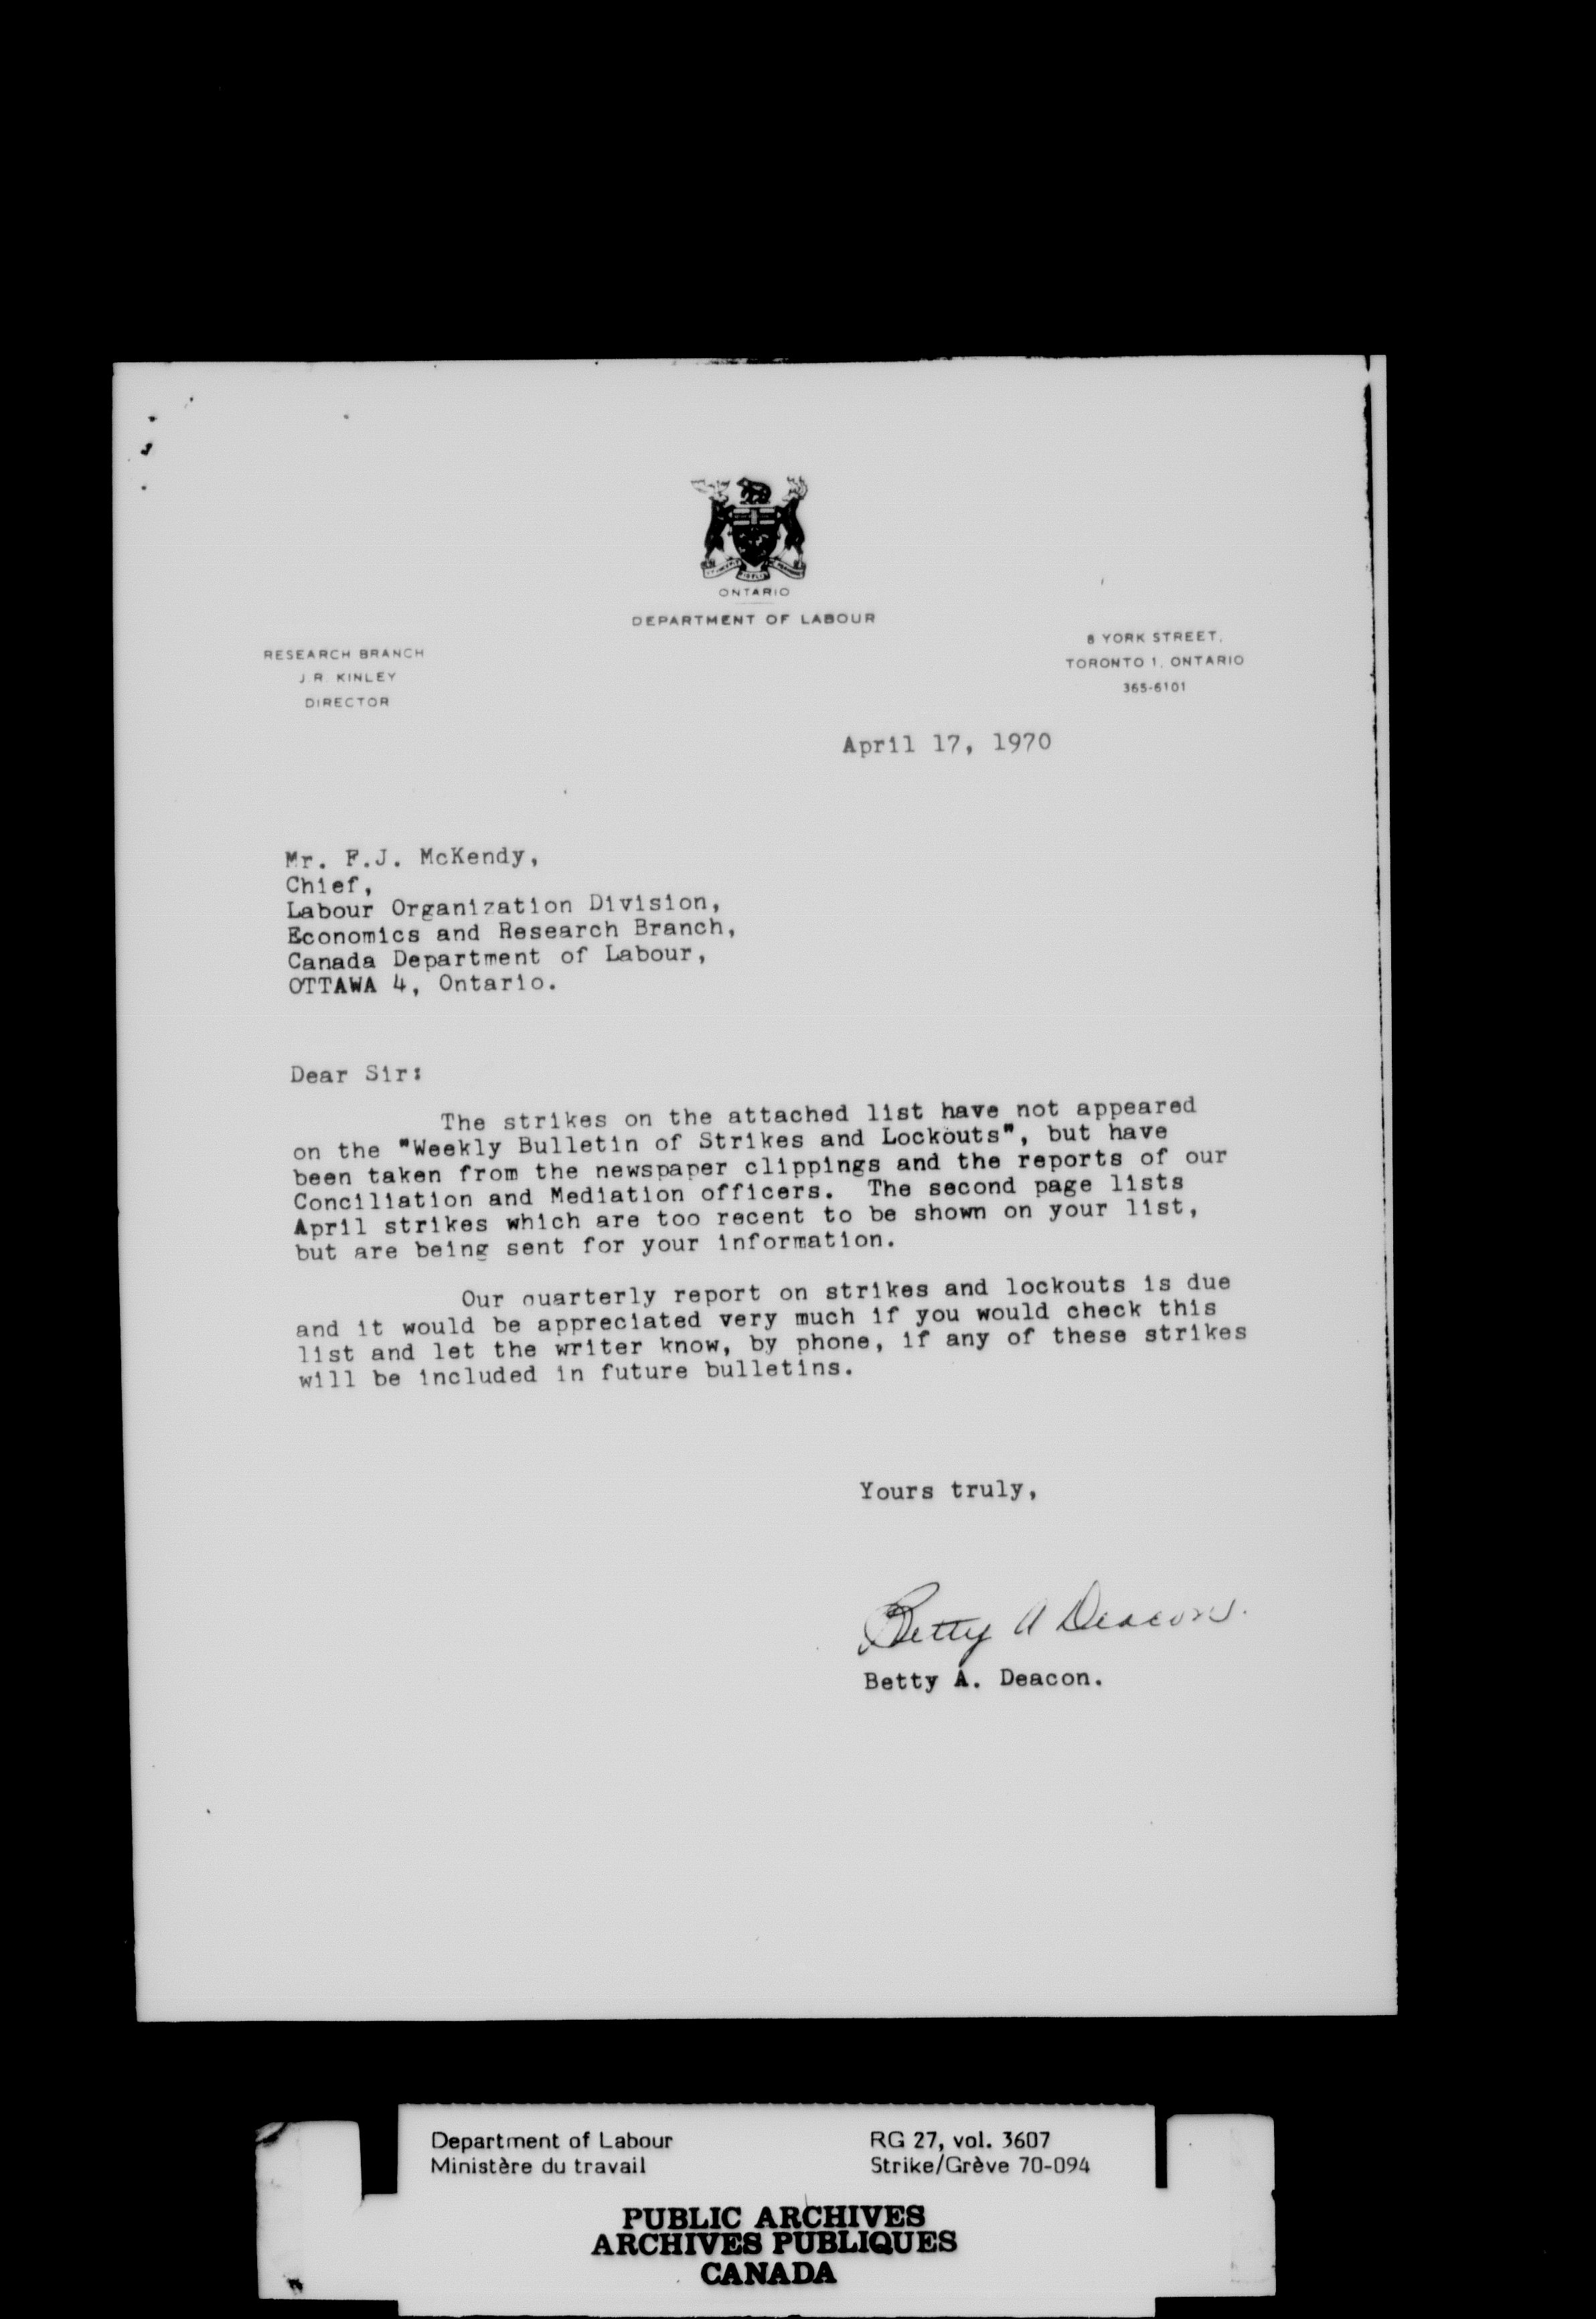 ONTARIO
DEPARTMENT OF LABOUR
RESEARCH BRANCH
J. R. KINLEY
DIRECTOR
8 YORK STREET,
TORONTO 1, ONTARIO
365-6101
April 17, 1970
Mr. F.J. McKendy,
Chief,
Labour Organization Division,
Economics and Research Branch,
Canada Department of Labour,
OTTAWA 4, Ontario.
Dear Sir:
The strikes on the attached list have not appeared
on the "Weekly Bulletin of Strikes and Lockouts", but have
been taken from the newspaper clippings and the reports of our
Conciliation and Mediation officers. The second page lists
April strikes which are too recent to be shown on your list,
but are being sent for your information.
Our quarterly report on strikes and lockouts is due
and it would be appreciated very much if you would check this
list and let the writer know, by phone, if any of these strikes
will be included in future bulletins.
Yours truly,
Betty A Deacon.
Betty A. Deacon.
Department of Labour
Ministère du travail
RG 27, vol. 3607
Strike/Grève 70-094
PUBLIC ARCHIVES
ARCHIVES PUBLIQUES
CANADA